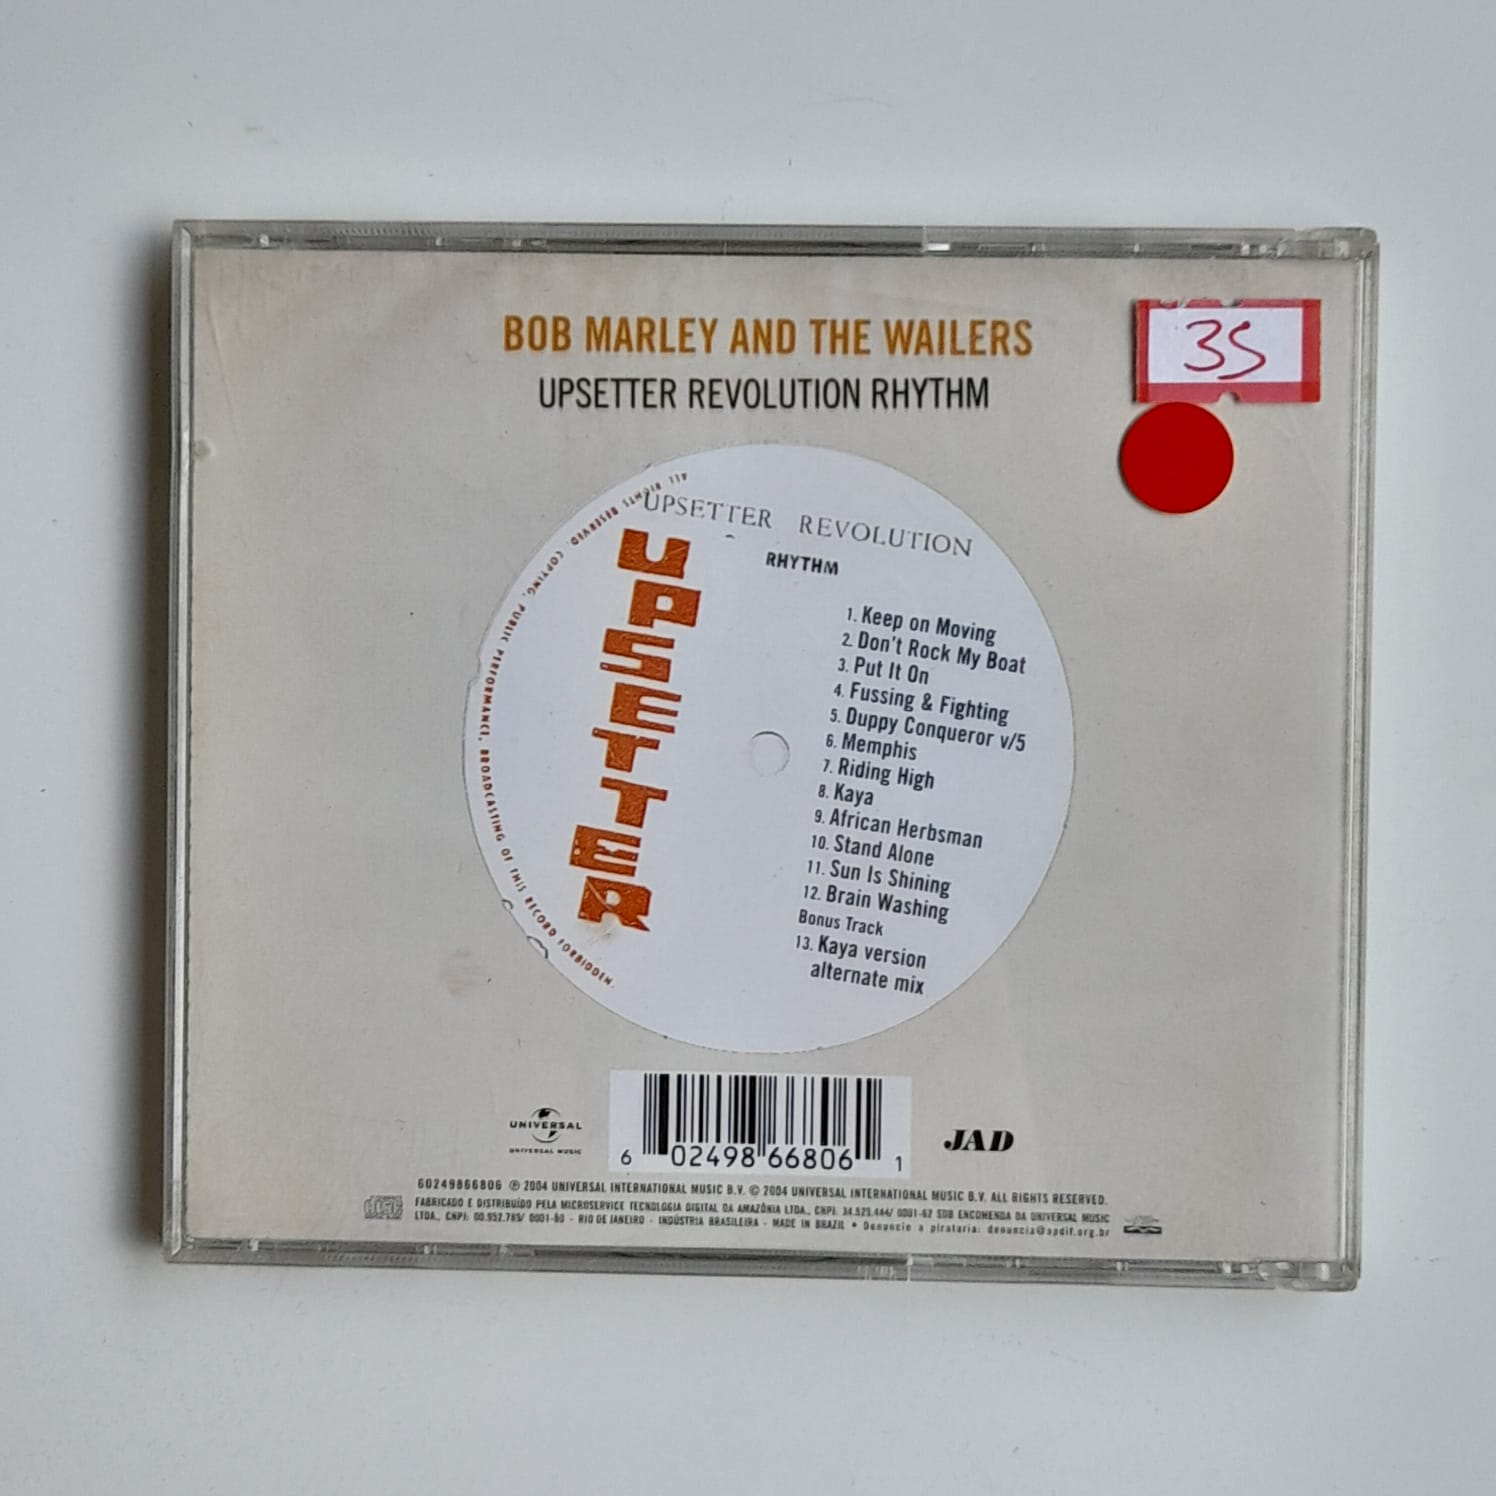 BOB MARLEY AND THE WAILERS
UPSETTER REVOLUTION RHYTHM
35
UPSETTER REVOLUTION
RHYTHM
ALL RIGHTS RESERVED. COPYING, PUBLIC PERFORMANCE, BROADCASTING OF THIS RECORD FORBIDDEN.
UPSETTER
1. Keep on Moving
2. Don't Rock My Boat
3. Put It On
4. Fussing & Fighting
5. Duppy Conqueror v/5
6. Memphis
7. Riding High
8. Kaya
9. African Herbsman
10. Stand Alone
11. Sun Is Shining
12. Brain Washing
Bonus Track
13. Kaya version
alternate mix
UNIVERSAL
UNIVERSAL MUSIC
6 02498 66806 1
JAD
60249866806 ℗ 2004 UNIVERSAL INTERNATIONAL MUSIC B.V. © 2004 UNIVERSAL INTERNATIONAL MUSIC B.V. ALL RIGHTS RESERVED.
FABRICADO E DISTRIBUÍDO PELA MICROSERVICE TECNOLOGIA DIGITAL DA AMAZÔNIA LTDA., CNPJ: 34.525.444/ 0001-62 SOB ENCOMENDA DA UNIVERSAL MUSIC
LTDA., CNPJ: 00.952.789/ 0001-80 - RIO DE JANEIRO - INDÚSTRIA BRASILEIRA - MADE IN BRAZIL • Denuncie a pirataria: denuncia@apdif.org.br